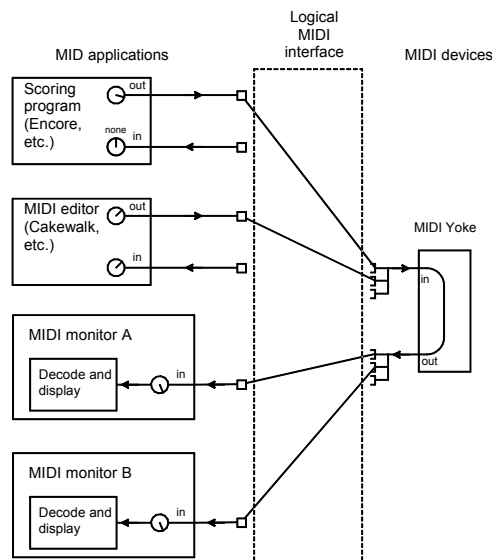 Logical
MIDI
interface
MID applications
MIDI devices
Scoring
program
(Encore,
etc.)
out
none
in
MIDI editor
(Cakewalk,
etc.)
out
in
MIDI Yoke
in
out
MIDI monitor A
Decode and
display
in
MIDI monitor B
Decode and
display
in